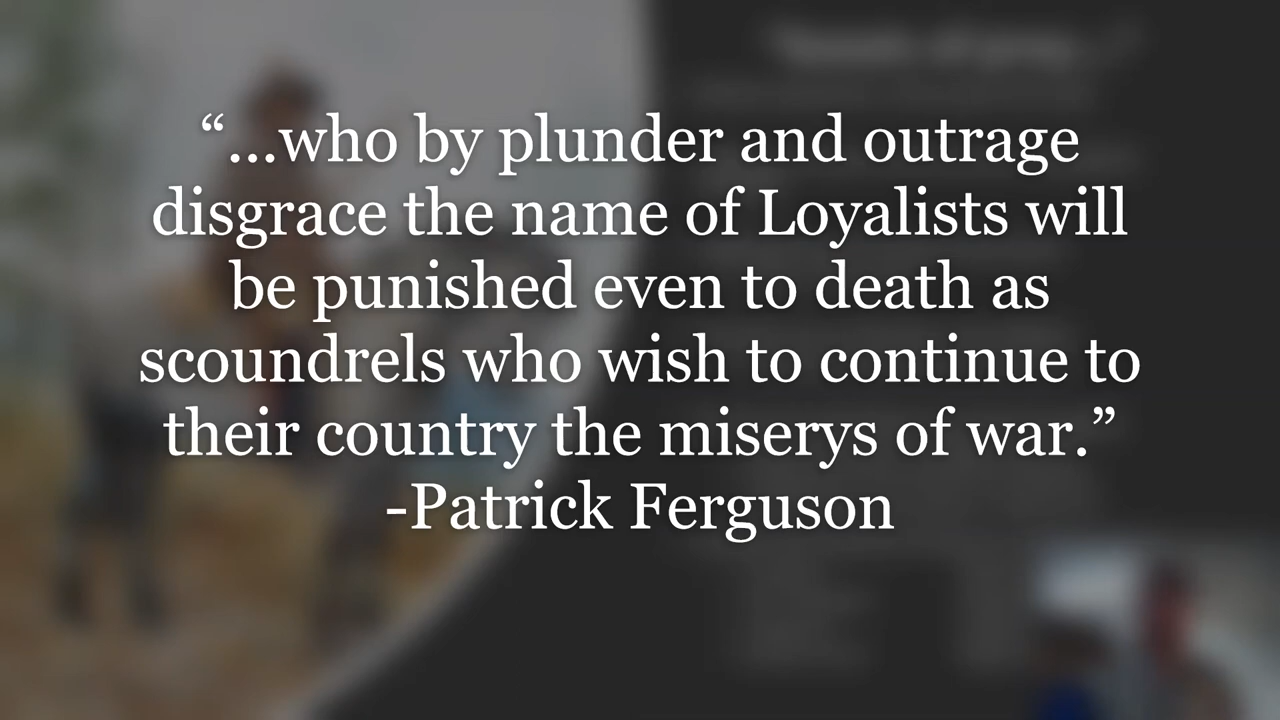 “...who by plunder and outrage
disgrace the name of Loyalists will
be punished even to death as
scoundrels who wish to continue to
their country the miserys of war.”
-Patrick Ferguson